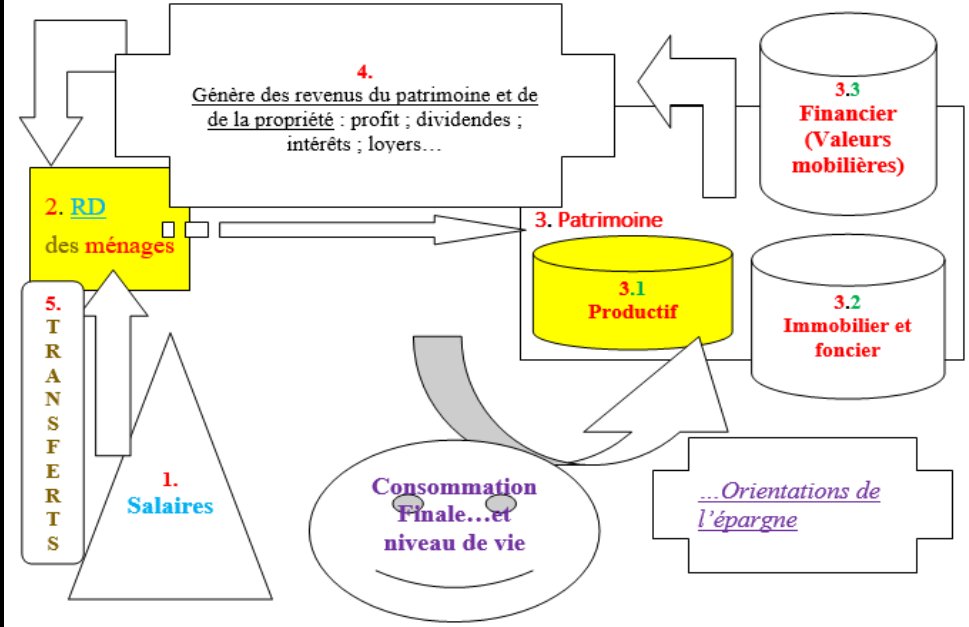 4.
Génère des revenus du patrimoine et de
de la propriété : profit ; dividendes ;
intérêts ; loyers…
3.3
Financier
(Valeurs
mobilières)
2. RD
des ménages
3. Patrimoine
3.1
Productif
3.2
Immobilier et
foncier
5.
T
R
A
N
S
F
E
R
T
S
1.
Salaires
Consommation
Finale…et
niveau de vie
…Orientations de
l’épargne